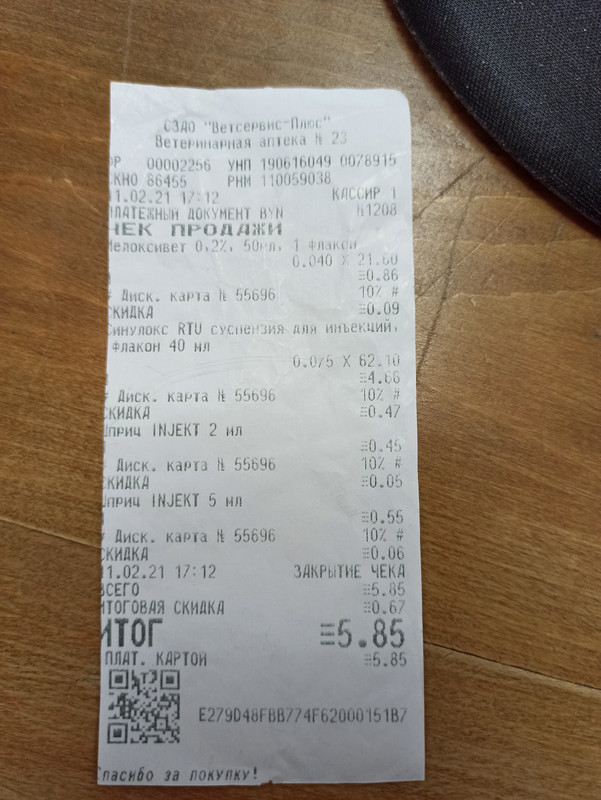 СЗАО "Ветсервис-Плюс"
Ветеринарная аптека № 23
00002256 УНП 190616049 0078915
КНО 86455 РНМ 110059038
1.02.21 17:12 КАССИР 1
ПЛАТЕЖНЫЙ ДОКУМЕНТ BYN №1208
ЧЕК ПРОДАЖИ
Мелоксивет 0,2%, 50мл, 1 флакон
0.040 X 21.60
≡0.86
Диск. карта № 55696 10% #
СКИДКА ≡0.09
Синулокс RTU суспензия для инъекций,
флакон 40 мл
0.075 X 62.10
≡4.66
Диск. карта № 55696 10% #
СКИДКА ≡0.47
Шприц INJEKT 2 мл
≡0.45
Диск. карта № 55696 10% #
СКИДКА ≡0.05
Шприц INJEKT 5 мл
≡0.55
Диск. карта № 55696 10% #
СКИДКА ≡0.06
1.02.21 17:12 ЗАКРЫТИЕ ЧЕКА
ВСЕГО ≡5.85
ИТОГОВАЯ СКИДКА ≡0.67
ИТОГ ≡5.85
ПЛАТ. КАРТОЙ ≡5.85
E279D48FBB774F62000151B7
Спасибо за покупку!